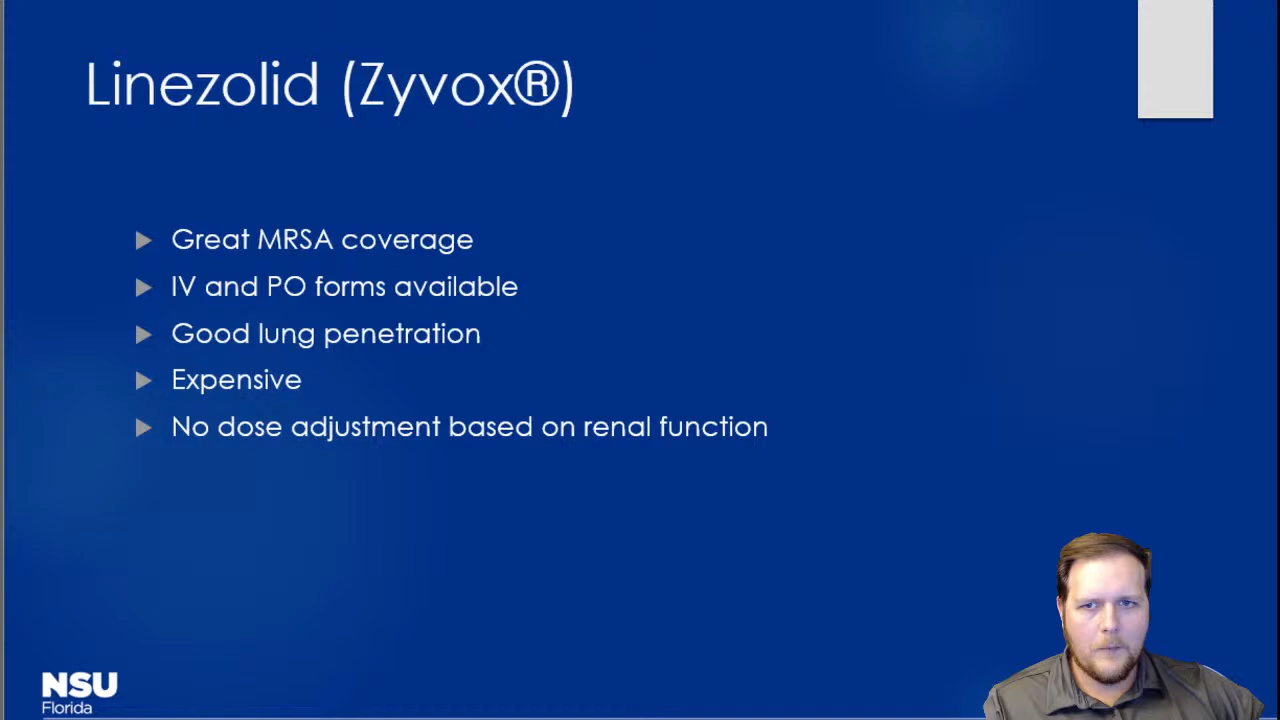 Linezolid (Zyvox®)
Great MRSA coverage
IV and PO forms available
Good lung penetration
Expensive
No dose adjustment based on renal function
NSU
Florida